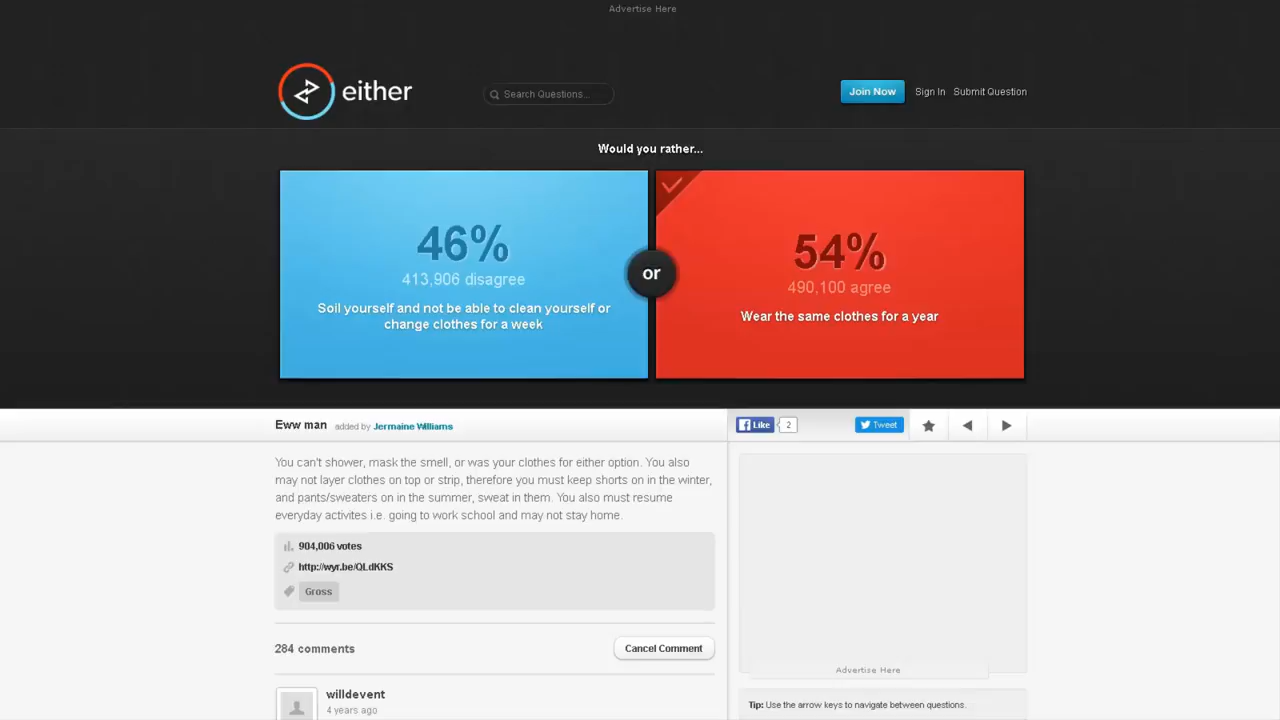 Advertise Here
either
Search Questions...
Join Now
Sign In
Submit Question
Would you rather...
46%
413,906 disagree
Soil yourself and not be able to clean yourself or
change clothes for a week
or
54%
490,100 agree
Wear the same clothes for a year
Eww man added by Jermaine Williams
Like 2
Tweet
You can't shower, mask the smell, or was your clothes for either option. You also
may not layer clothes on top or strip, therefore you must keep shorts on in the winter,
and pants/sweaters on in the summer, sweat in them. You also must resume
everyday activites i.e. going to work school and may not stay home.
904,006 votes
http://wyr.be/QLdKKS
Gross
284 comments
Cancel Comment
willdevent
4 years ago
Advertise Here
Tip: Use the arrow keys to navigate between questions.